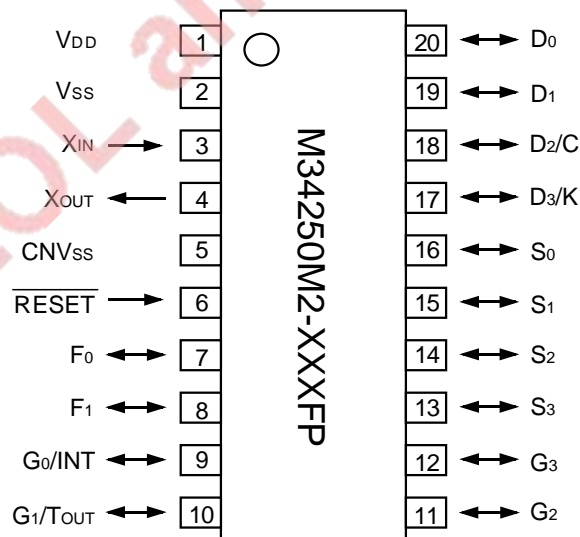 VDD 1 20 D0
VSS 2 19 D1
XIN 3 18 D2/C
XOUT 4 17 D3/K
CNVSS 5 16 S0
RESET 6 15 S1
F0 7 14 S2
F1 8 13 S3
G0/INT 9 12 G3
G1/TOUT 10 11 G2
M34250M2-XXXFP